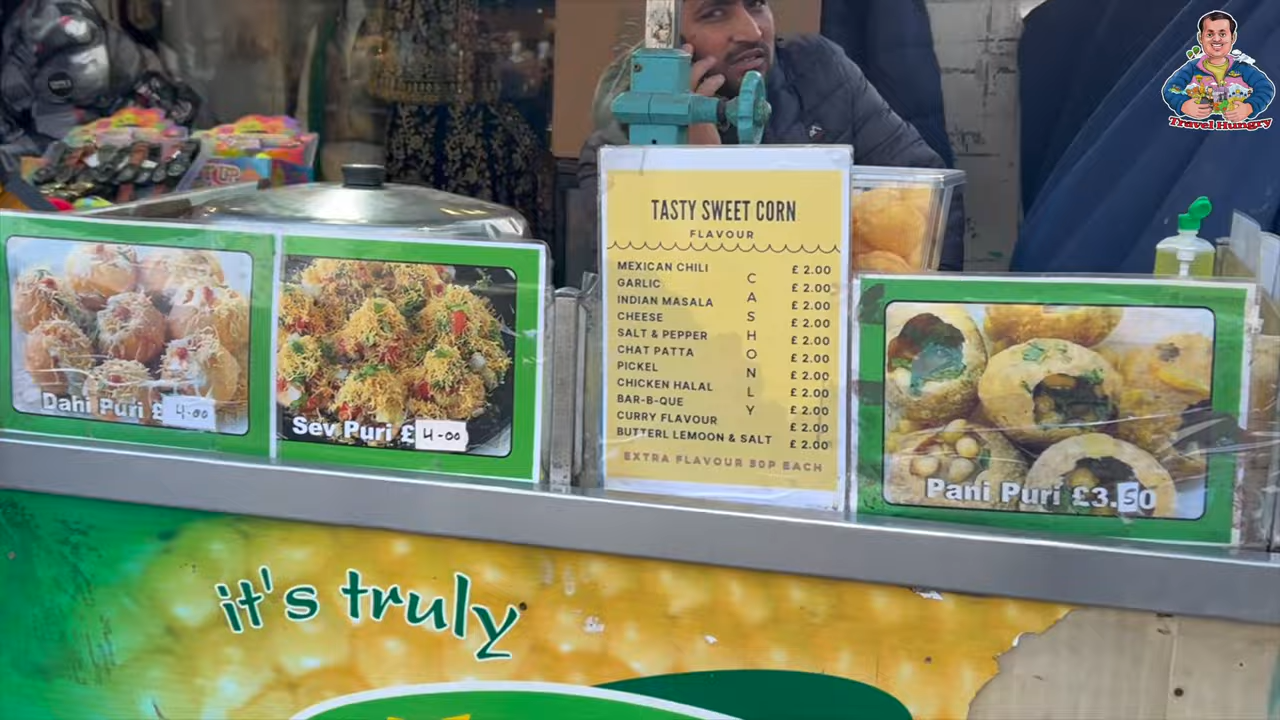 Travel Hungry
TASTY SWEET CORN
FLAVOUR
MEXICAN CHILI £ 2.00
GARLIC £ 2.00
INDIAN MASALA £ 2.00
CHEESE £ 2.00
SALT & PEPPER £ 2.00
CHAT PATTA £ 2.00
PICKEL £ 2.00
CHICKEN HALAL £ 2.00
BAR-B-QUE £ 2.00
CURRY FLAVOUR £ 2.00
BUTTERL LEMOON & SALT £ 2.00
CASH ONLY
EXTRA FLAVOUR 50P EACH
Dahi Puri £ 4.00
Sev Puri £ 4-00
Pani Puri £3.50
it's truly